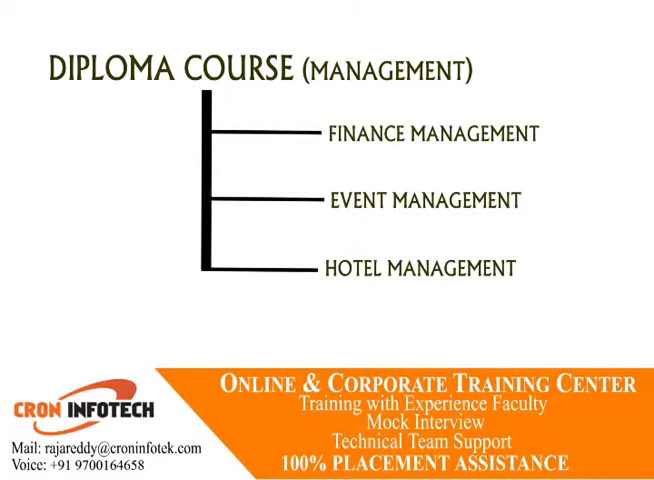 DIPLOMA COURSE (MANAGEMENT)
FINANCE MANAGEMENT
EVENT MANAGEMENT
HOTEL MANAGEMENT
CRON INFOTECH
Mail: rajareddy@croninfotek.com
Voice: +91 9700164658
ONLINE & CORPORATE TRAINING CENTER
Training with Experience Faculty
Mock Interview
Technical Team Support
100% PLACEMENT ASSISTANCE